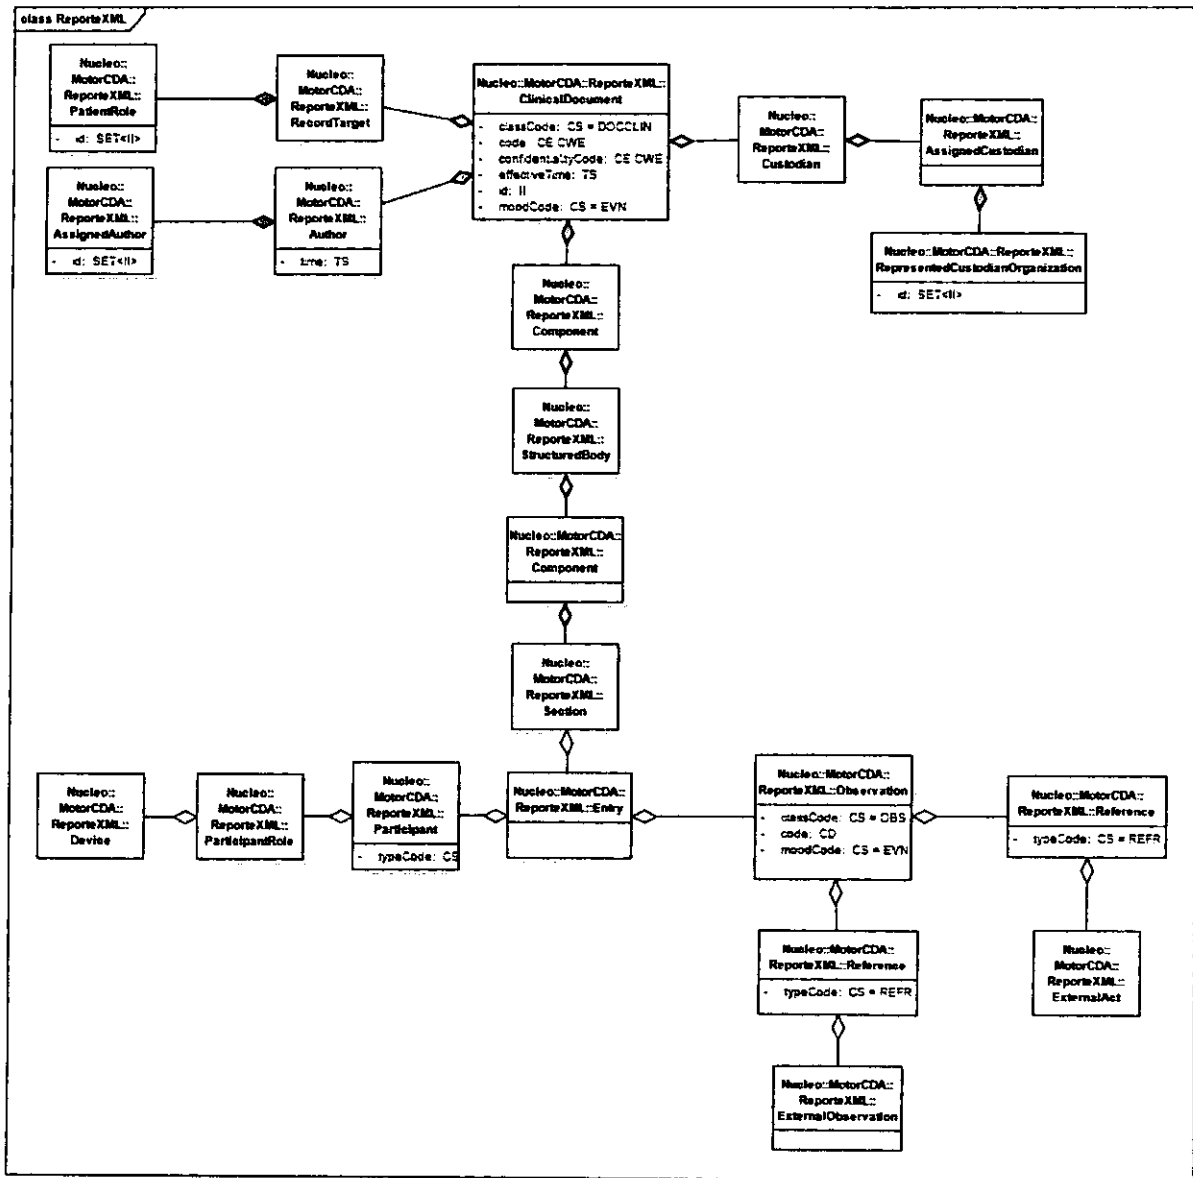 class ReporteXML
Nucleo::
MotorCDA::
ReporteXML::
PatientRole
- id: SET<II>
Nucleo::
MotorCDA::
ReporteXML::
RecordTarget
Nucleo::MotorCDA::ReporteXML::
ClinicalDocument
- classCode: CS = DOCCLIN
- code: CE CWE
- confidentialityCode: CE CWE
- effectiveTime: TS
- id: II
- moodCode: CS = EVN
Nucleo::
MotorCDA::
ReporteXML::
Custodian
Nucleo::MotorCDA::
ReporteXML::
AssignedCustodian
Nucleo::
MotorCDA::
ReporteXML::
AssignedAuthor
- id: SET<II>
Nucleo::
MotorCDA::
ReporteXML::
Author
- time: TS
Nucleo::MotorCDA::ReporteXML::
RepresentedCustodianOrganization
- id: SET<II>
Nucleo::
MotorCDA::
ReporteXML::
Component
Nucleo::
MotorCDA::
ReporteXML::
StructuredBody
Nucleo::MotorCDA::
ReporteXML::
Component
Nucleo::
MotorCDA::
ReporteXML::
Section
Nucleo::
MotorCDA::
ReporteXML::
Device
Nucleo::
MotorCDA::
ReporteXML::
ParticipantRole
Nucleo::
MotorCDA::
ReporteXML::
Participant
- typeCode: CS
Nucleo::MotorCDA::
ReporteXML::Entry
Nucleo::MotorCDA::
ReporteXML::Observation
- classCode: CS = OBS
- code: CD
- moodCode: CS = EVN
Nucleo::MotorCDA::
ReporteXML::Reference
- typeCode: CS = REFR
Nucleo::MotorCDA::
ReporteXML::Reference
- typeCode: CS = REFR
Nucleo::
MotorCDA::
ReporteXML::
ExternalAct
Nucleo::MotorCDA::
ReporteXML::
ExternalObservation